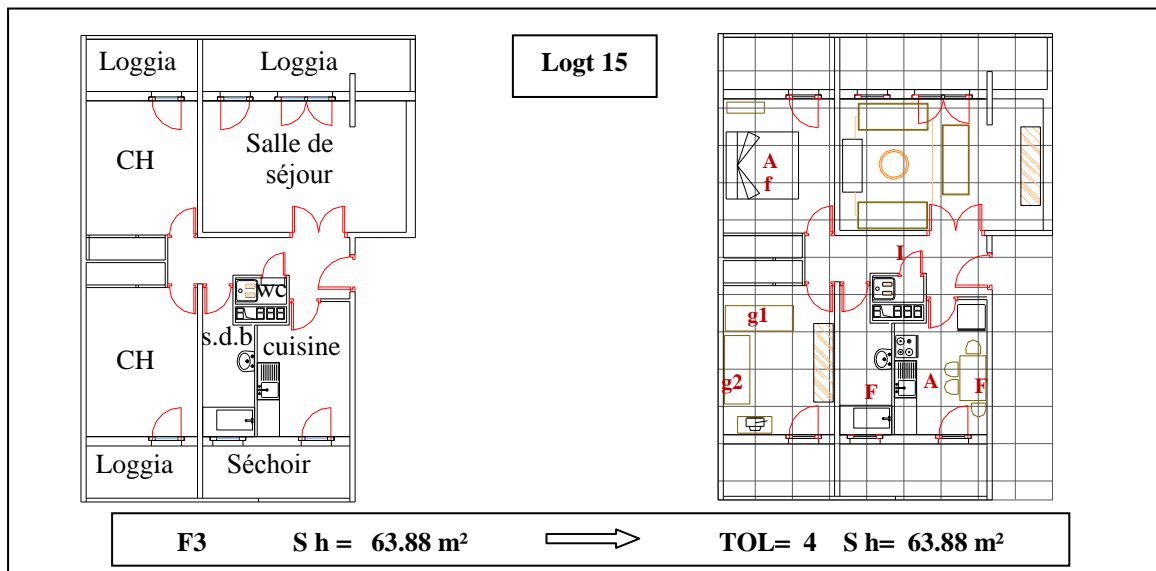 Loggia
Loggia
Logt 15
CH
Salle de
séjour
wc
s.d.b
cuisine
CH
Loggia
Séchoir
A
f
I
g1
g2
F
A
F
F3 S h = 63.88 m²
TOL= 4 S h= 63.88 m²